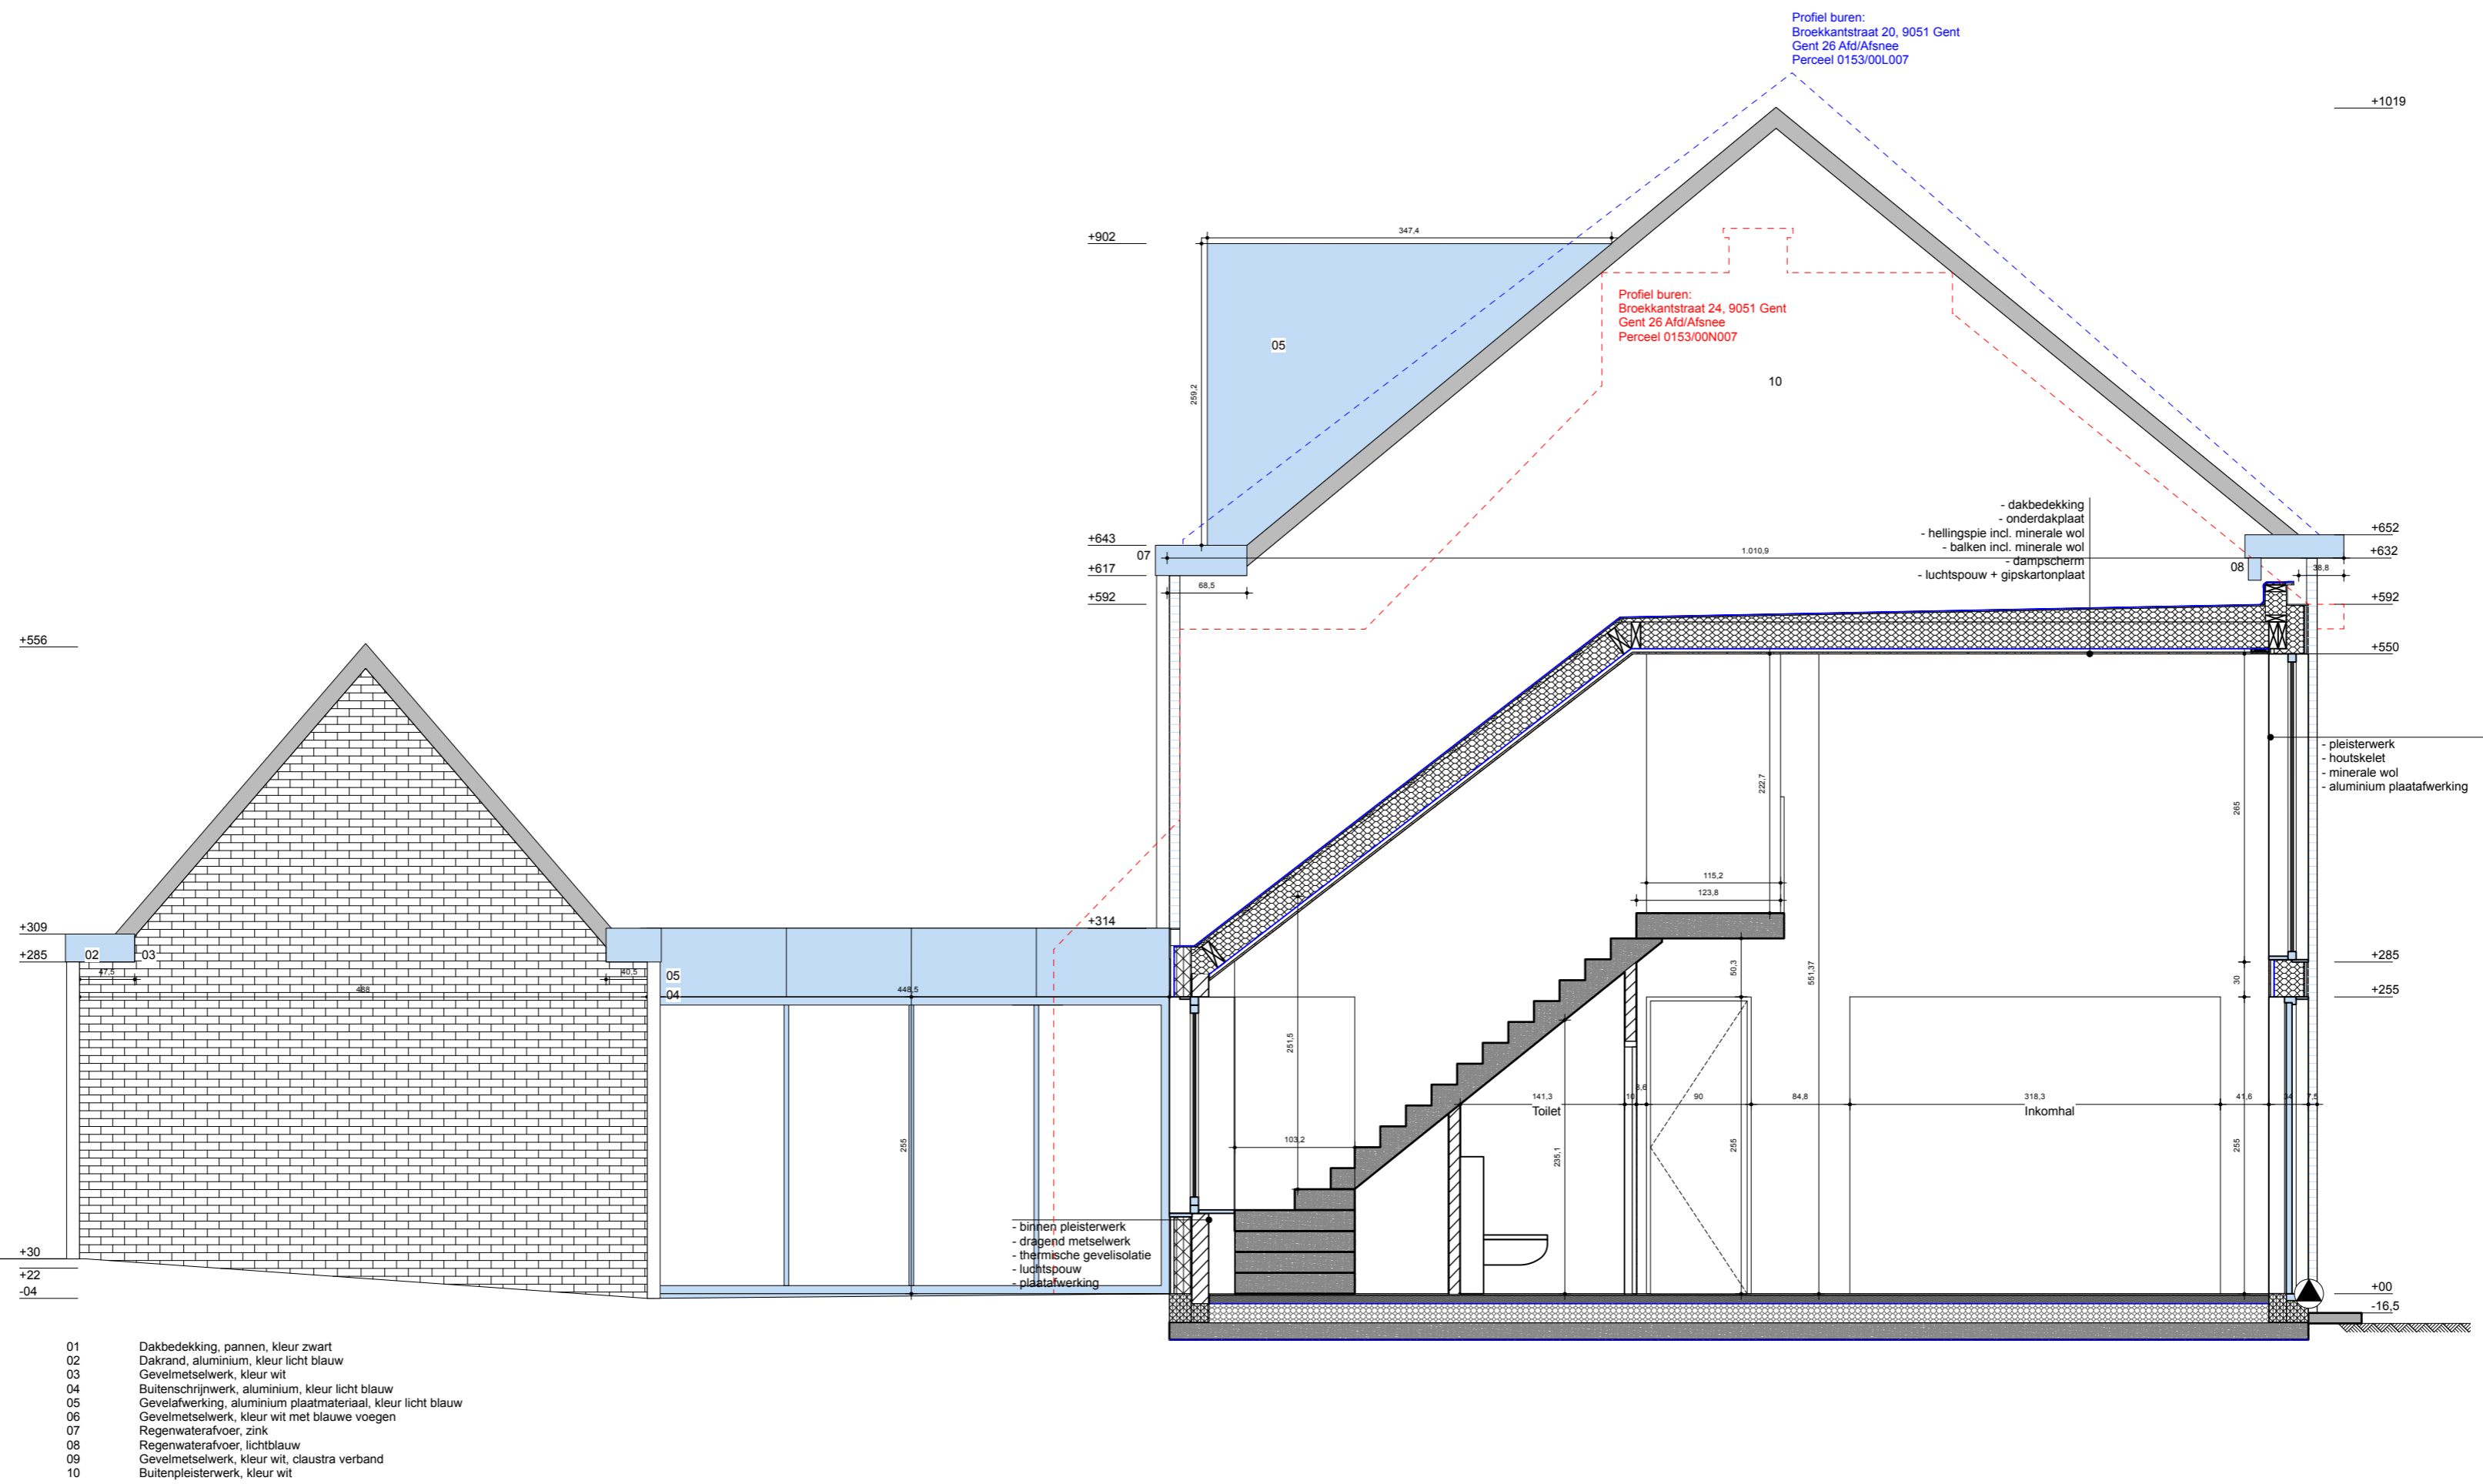 Profiel buren:
Broekkantstraat 20, 9051 Gent
Gent 26 Afd/Afsnee
Perceel 0153/00L007
+1019
+902
347,4
Profiel buren:
Broekkantstraat 24, 9051 Gent
Gent 26 Afd/Afsnee
Perceel 0153/00N007
05
10
259,2
- dakbedekking
- onderdakplaat
- hellingspie incl. minerale wol
- balken incl. minerale wol
- dampscherm
- luchtspouw + gipskartonplaat
+652
+643
07
1.010,9
+632
+617
08
38,8
68,5
+592
+592
+556
+550
- pleisterwerk
- houtskelet
- minerale wol
- aluminium plaatafwerking
222,7
265
115,2
123,8
+309
+314
+285
02
03
+285
47,5
40,5
05
488
04
448,5
50,3
551,37
30
+255
251,5
255
103,2
141,3
Toilet
10
3,6
90
84,8
318,3
Inkomhal
41,6
34
7,5
235,1
255
255
- binnen pleisterwerk
- dragend metselwerk
- thermische gevelisolatie
- luchtspouw
- plaatafwerking
+30
+22
-04
+00
-16,5
01 Dakbedekking, pannen, kleur zwart
02 Dakrand, aluminium, kleur licht blauw
03 Gevelmetselwerk, kleur wit
04 Buitenschrijnwerk, aluminium, kleur licht blauw
05 Gevelafwerking, aluminium plaatmateriaal, kleur licht blauw
06 Gevelmetselwerk, kleur wit met blauwe voegen
07 Regenwaterafvoer, zink
08 Regenwaterafvoer, lichtblauw
09 Gevelmetselwerk, kleur wit, claustra verband
10 Buitenpleisterwerk, kleur wit